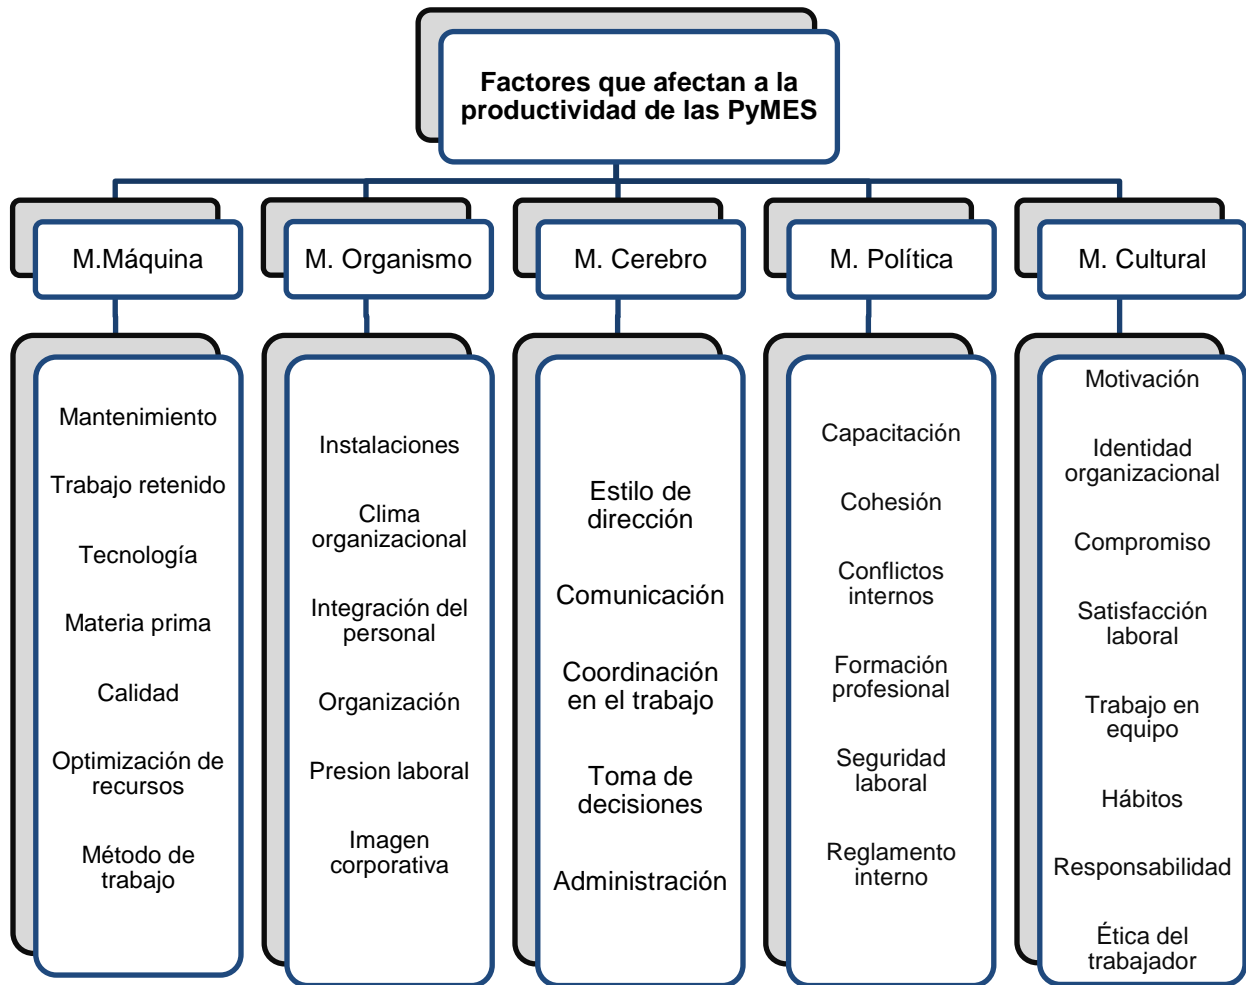 Factores que afectan a la
productividad de las PyMES
M.Máquina
M. Organismo
M. Cerebro
M. Política
M. Cultural
Mantenimiento
Trabajo retenido
Tecnología
Materia prima
Calidad
Optimización de
recursos
Método de
trabajo
Instalaciones
Clima
organizacional
Integración del
personal
Organización
Presion laboral
Imagen
corporativa
Estilo de
dirección
Comunicación
Coordinación
en el trabajo
Toma de
decisiones
Administración
Capacitación
Cohesión
Conflictos
internos
Formación
profesional
Seguridad
laboral
Reglamento
interno
Motivación
Identidad
organizacional
Compromiso
Satisfacción
laboral
Trabajo en
equipo
Hábitos
Responsabilidad
Ética del
trabajador